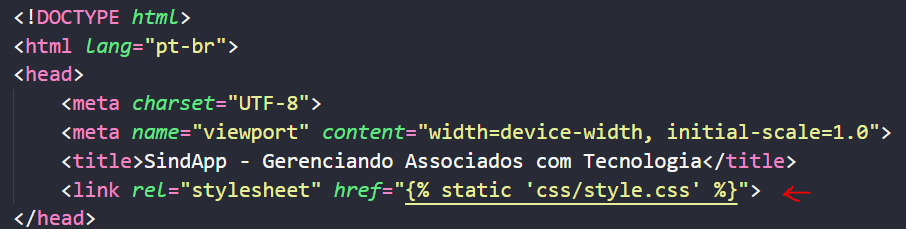 <!DOCTYPE html>
<html lang="pt-br">
<head>
    <meta charset="UTF-8">
    <meta name="viewport" content="width=device-width, initial-scale=1.0">
    <title>SindApp - Gerenciando Associados com Tecnologia</title>
    <link rel="stylesheet" href="{% static 'css/style.css' %}">
</head>